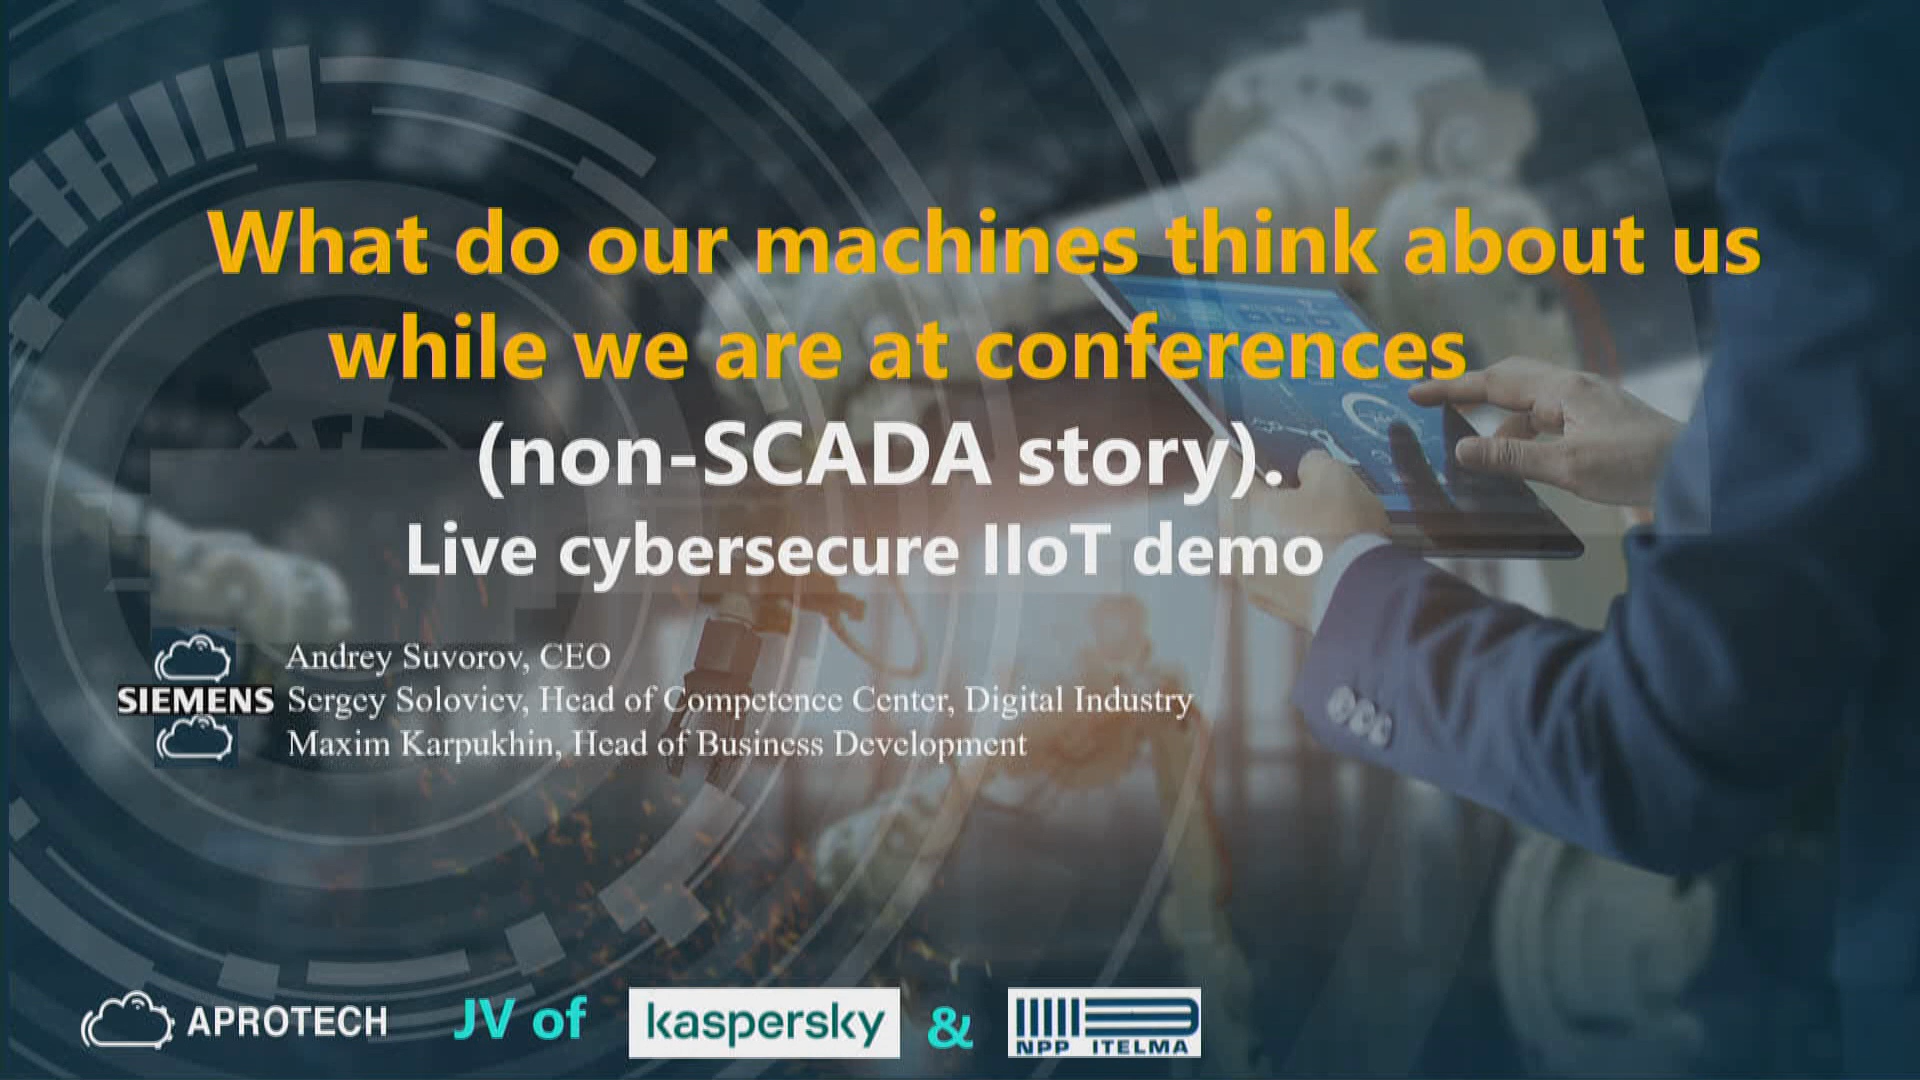 What do our machines think about us
while we are at conferences
(non-SCADA story).
Live cybersecure IIoT demo
Andrey Suvorov, CEO
SIEMENS Sergey Soloviev, Head of Competence Center, Digital Industry
Maxim Karpukhin, Head of Business Development
APROTECH JV of kaspersky & NPP ITELMA